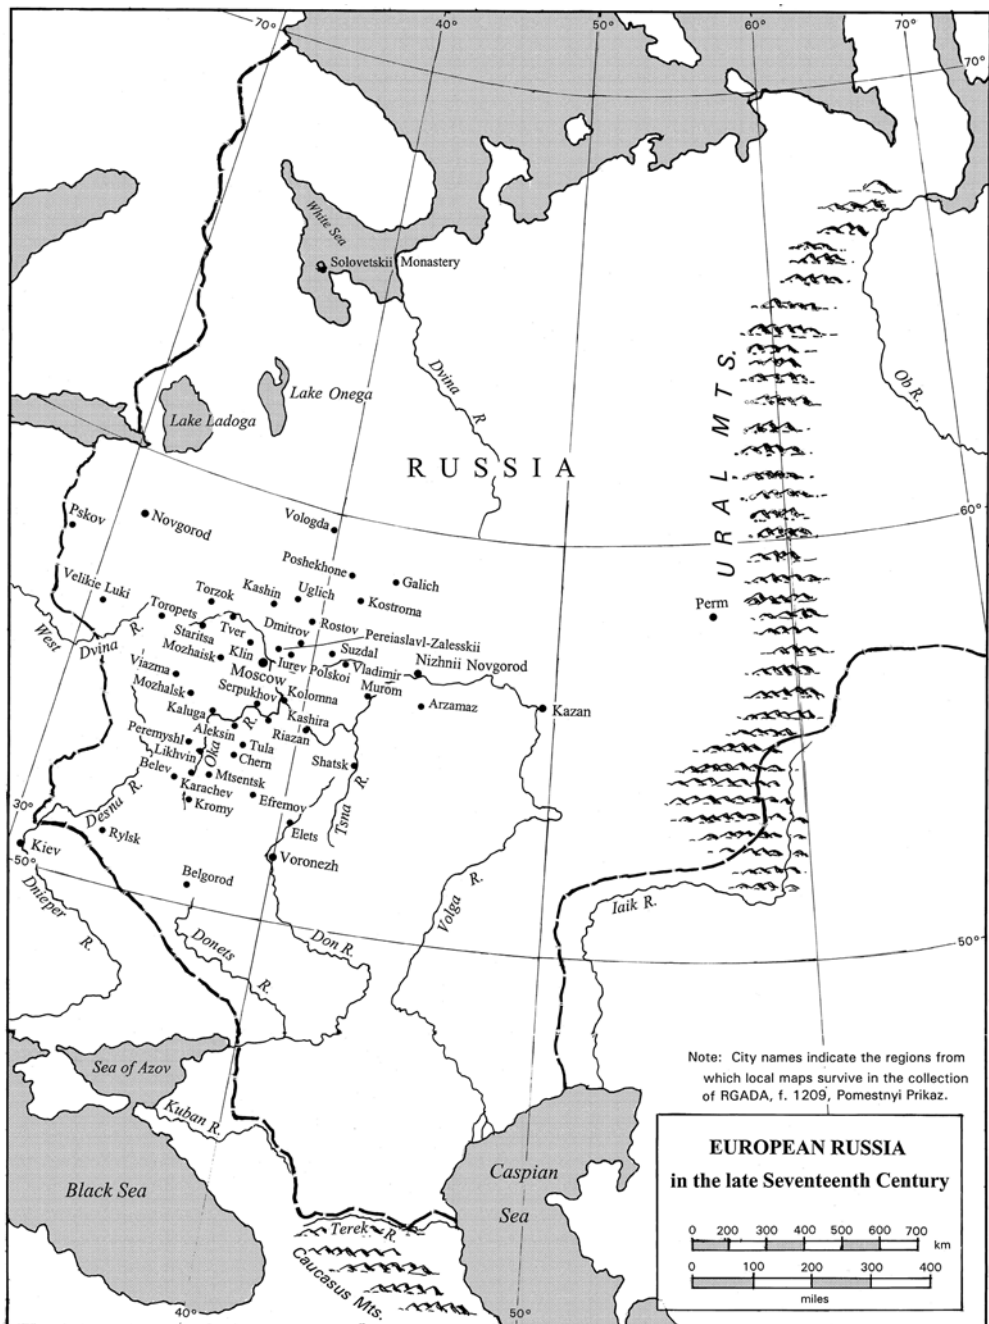 70°
40°
50°
60°
70°
70°
White Sea
Solovetskii Monastery
Dvina
R
Ob R.
URAL MTS.
Lake Onega
Lake Ladoga
RUSSIA
60°
Pskov
Novgorod
Vologda
Poshekhone
Galich
Velikie Luki
Torzok
Kashin
Uglich
Kostroma
Perm
Toropets
West
Dvina
R.
Staritsa
Tver
Dmitrov
Rostov
Pereiaslavl-Zalesskii
Mozhaisk
Klin
Suzdal
Iurev Polskoi
Vladimir
Nizhnii Novgorod
Viazma
Moscow
Mozhalsk
Serpukhov
Kolomna
Murom
Arzamaz
Kazan
Kaluga
Kashira
Aleksin
R.
Riazan
Peremyshl
Oka
Tula
Likhvin
Chern
Shatsk
Belev
Mtsentsk
R.
Karachev
Efremov
Kromy
Tsna
30°
Desna
R.
Rylsk
Elets
Kiev
50°
Voronezh
Belgorod
Dnieper
R.
Volga
R.
Iaik R.
Donets
R.
Don R.
50°
Sea of Azov
Kuban R.
Note: City names indicate the regions from
which local maps survive in the collection
of RGADA, f. 1209, Pomestnyi Prikaz.
EUROPEAN RUSSIA
in the late Seventeenth Century
Black Sea
Caspian
Sea
Terek R.
Caucasus Mts.
0 200 300 400 500 600 700
km
0 100 200 300 400
miles
40°
50°